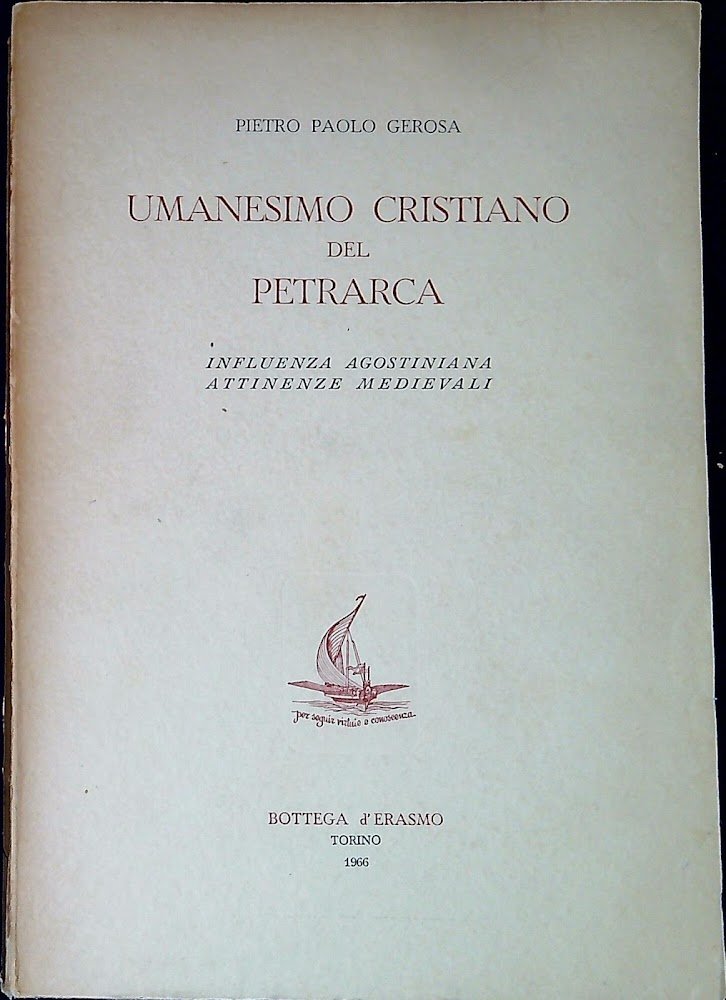 PIETRO PAOLO GEROSA
UMANESIMO CRISTIANO
DEL
PETRARCA
INFLUENZA AGOSTINIANA
ATTINENZE MEDIEVALI
per seguir virtute e conoscenza
BOTTEGA d'ERASMO
TORINO
1966